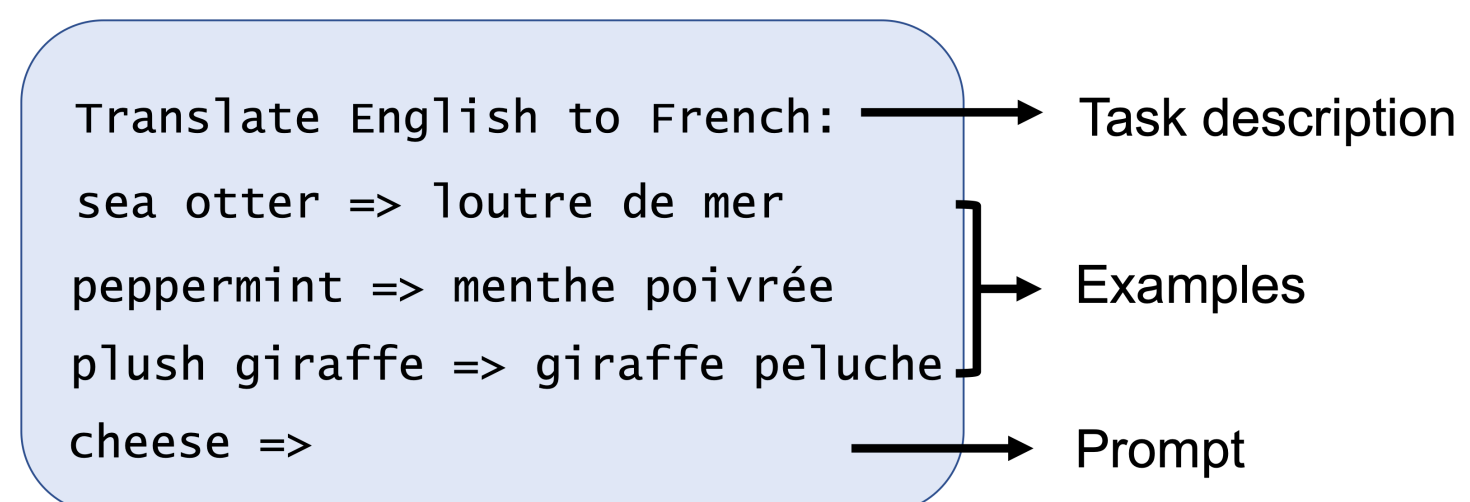 Translate English to French:
Task description
sea otter => loutre de mer
peppermint => menthe poivrée
Examples
plush giraffe => giraffe peluche
cheese =>
Prompt